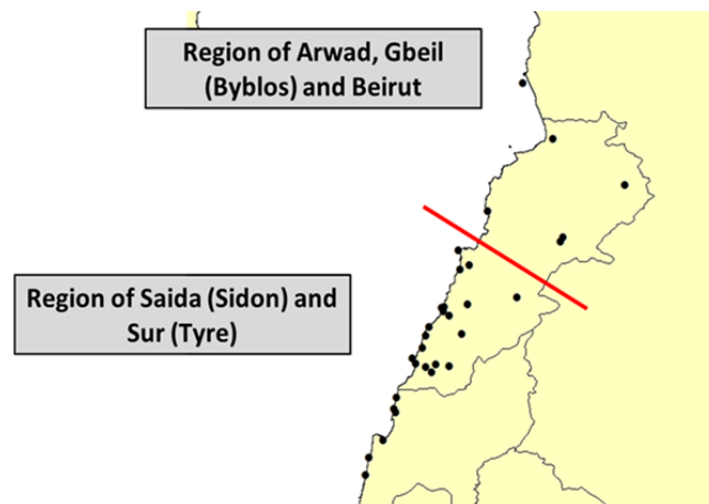 Region of Arwad, Gbeil
(Byblos) and Beirut
Region of Saida (Sidon) and
Sur (Tyre)